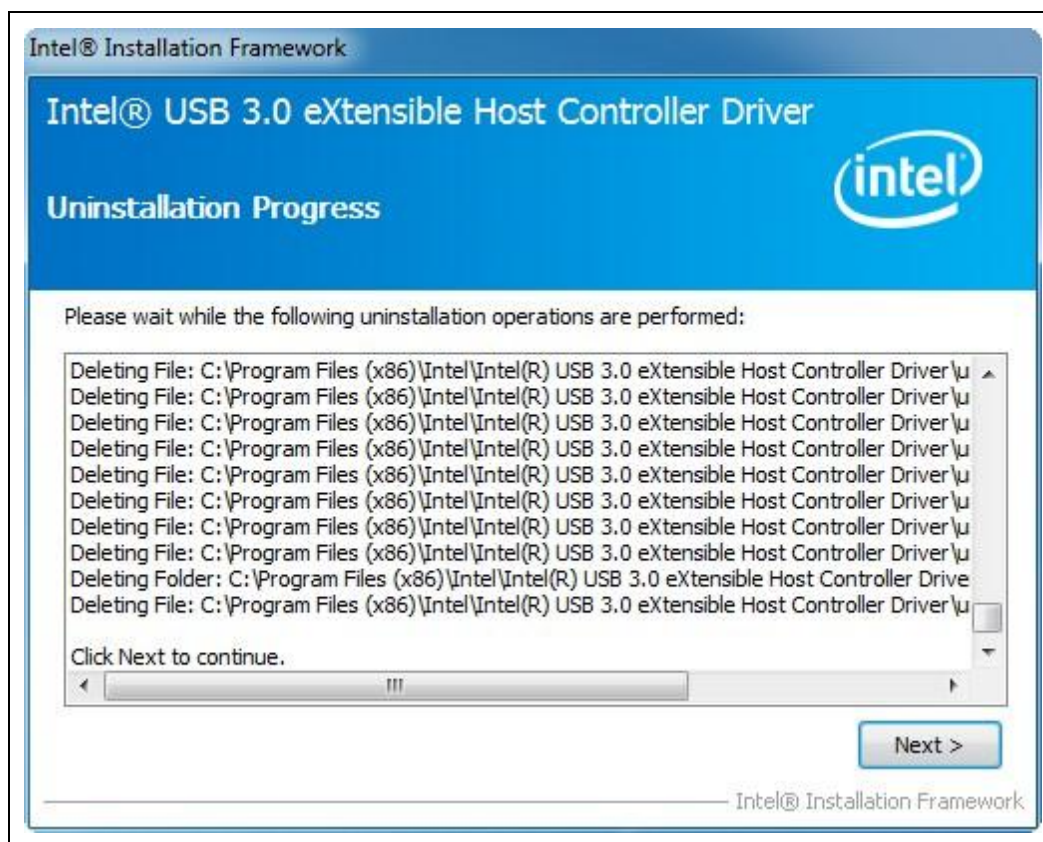 Intel® Installation Framework
Intel® USB 3.0 eXtensible Host Controller Driver
intel
Uninstallation Progress
Please wait while the following uninstallation operations are performed:
Deleting File: C:\Program Files (x86)\Intel\Intel(R) USB 3.0 eXtensible Host Controller Driver\u
Deleting File: C:\Program Files (x86)\Intel\Intel(R) USB 3.0 eXtensible Host Controller Driver\u
Deleting File: C:\Program Files (x86)\Intel\Intel(R) USB 3.0 eXtensible Host Controller Driver\u
Deleting File: C:\Program Files (x86)\Intel\Intel(R) USB 3.0 eXtensible Host Controller Driver\u
Deleting File: C:\Program Files (x86)\Intel\Intel(R) USB 3.0 eXtensible Host Controller Driver\u
Deleting File: C:\Program Files (x86)\Intel\Intel(R) USB 3.0 eXtensible Host Controller Driver\u
Deleting File: C:\Program Files (x86)\Intel\Intel(R) USB 3.0 eXtensible Host Controller Driver\u
Deleting File: C:\Program Files (x86)\Intel\Intel(R) USB 3.0 eXtensible Host Controller Driver\u
Deleting Folder: C:\Program Files (x86)\Intel\Intel(R) USB 3.0 eXtensible Host Controller Drive
Deleting File: C:\Program Files (x86)\Intel\Intel(R) USB 3.0 eXtensible Host Controller Driver\u
Click Next to continue.
Next >
Intel® Installation Framework